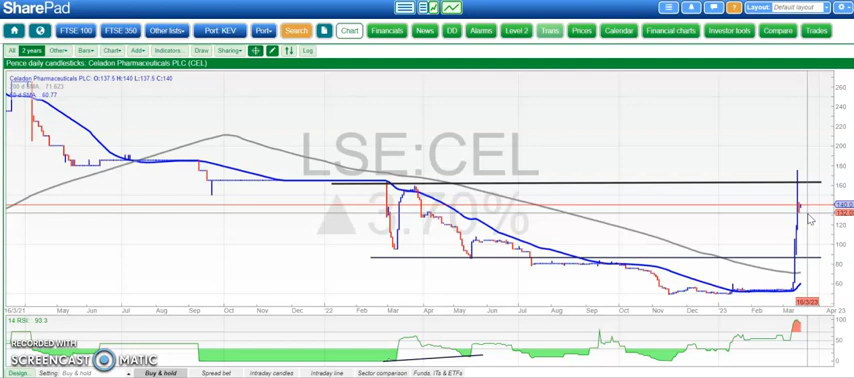 SharePad
Layout: Default layout
FTSE 100 FTSE 350 Other lists Port: KEV Port Search Chart Financials News DD Alarms Level 2 Trans Prices Calendar Financial charts Investor tools Compare Trades
All 2 years Other Bars Chart Add Indicators... Draw Sharing Log
Pence daily candlesticks. Celadon Pharmaceuticals PLC (CEL)
Celadon Pharmaceuticals PLC: O:137.5 H:140 L:137.5 C:140
200 d SMA 71.623
d SMA 60.77
LSE:CEL
▲3.70%
260
240
220
200
180
160
140.0
132.0
120
100
80
60
16/3/21 May Jun Jul Aug Sep Oct Nov Dec '22 Mar Apr May Jun Jul Aug Sep Oct Nov Dec '23 Feb Mar Apr 23
16/3/23
14 RSI 93.3
100
50
0
RECORDED WITH
SCREENCAST MATIC
Design... Setting: Buy & hold Buy & hold Spread bet Intraday candles Intraday line Sector comparison Funds, ITs & ETFs